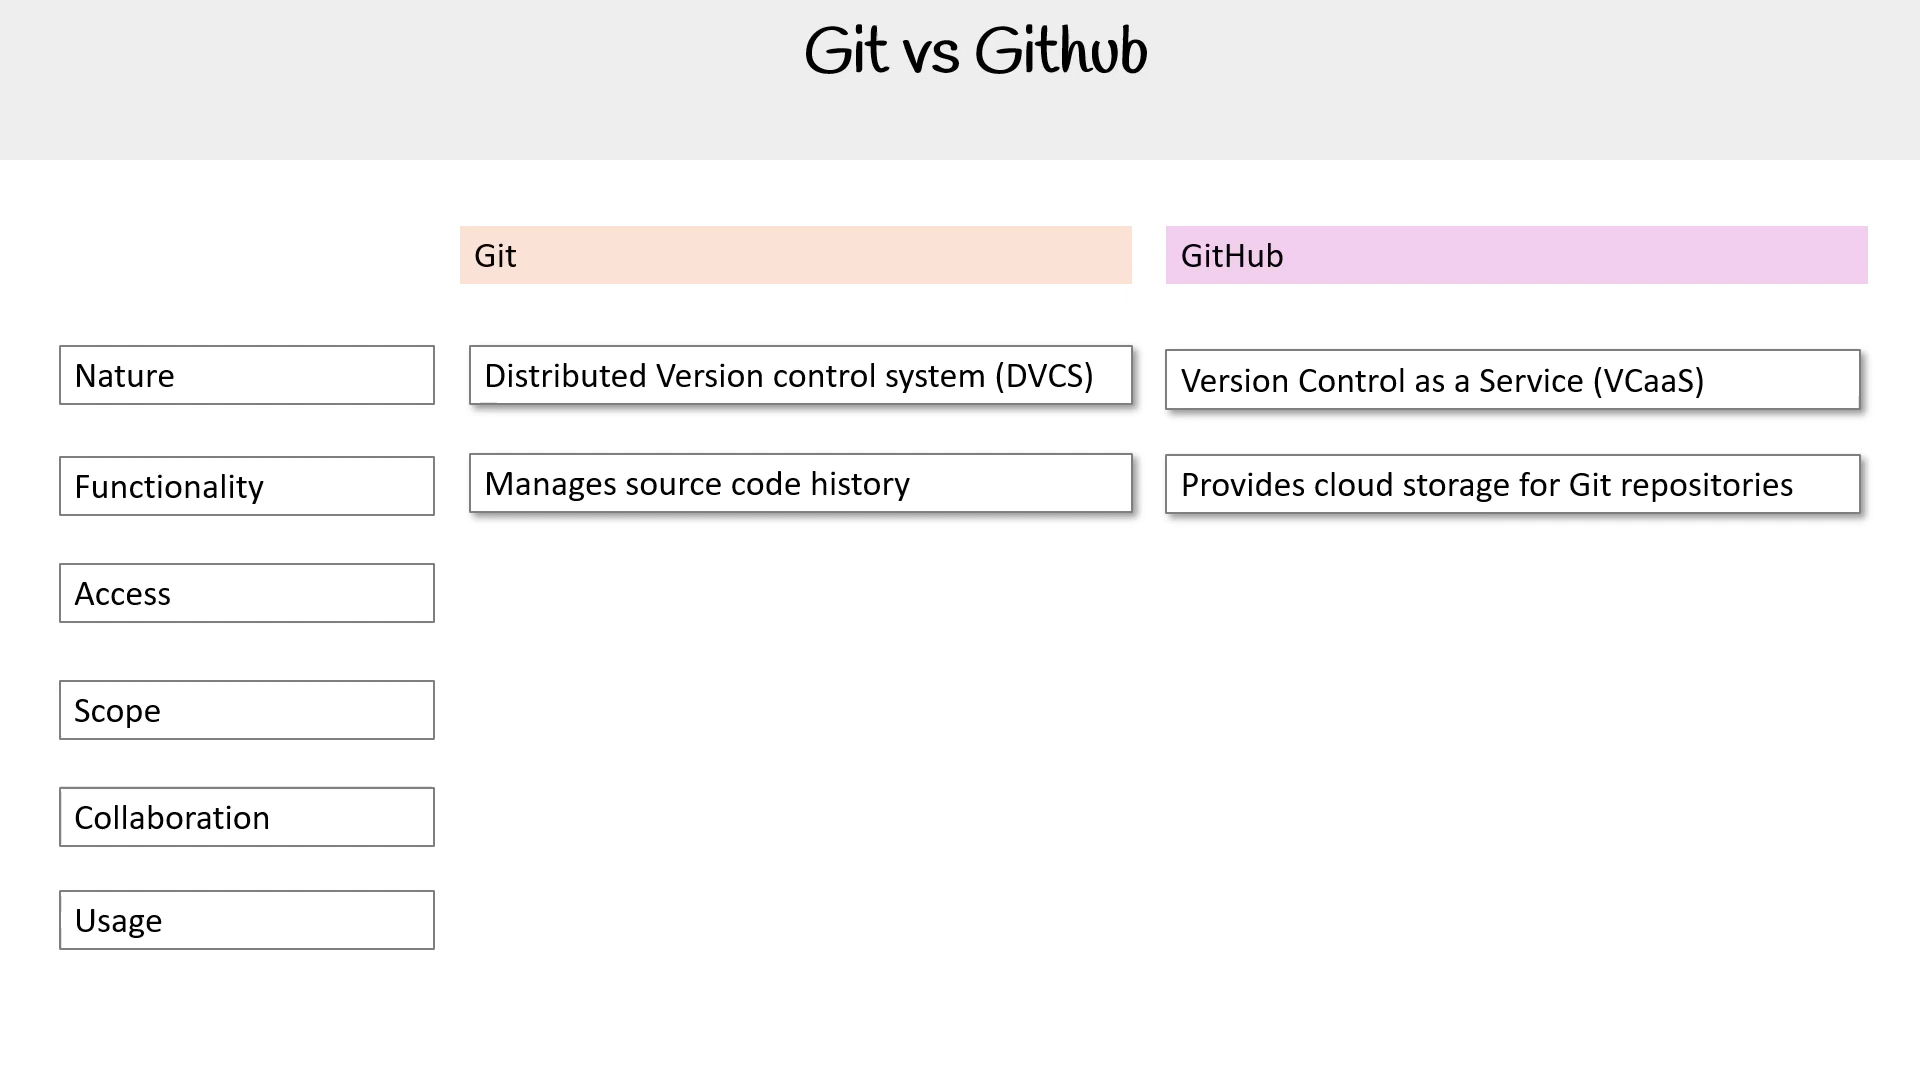 Git vs Github
Git
GitHub
Nature
Distributed Version control system (DVCS)
Version Control as a Service (VCaaS)
Functionality
Manages source code history
Provides cloud storage for Git repositories
Access
Scope
Collaboration
Usage